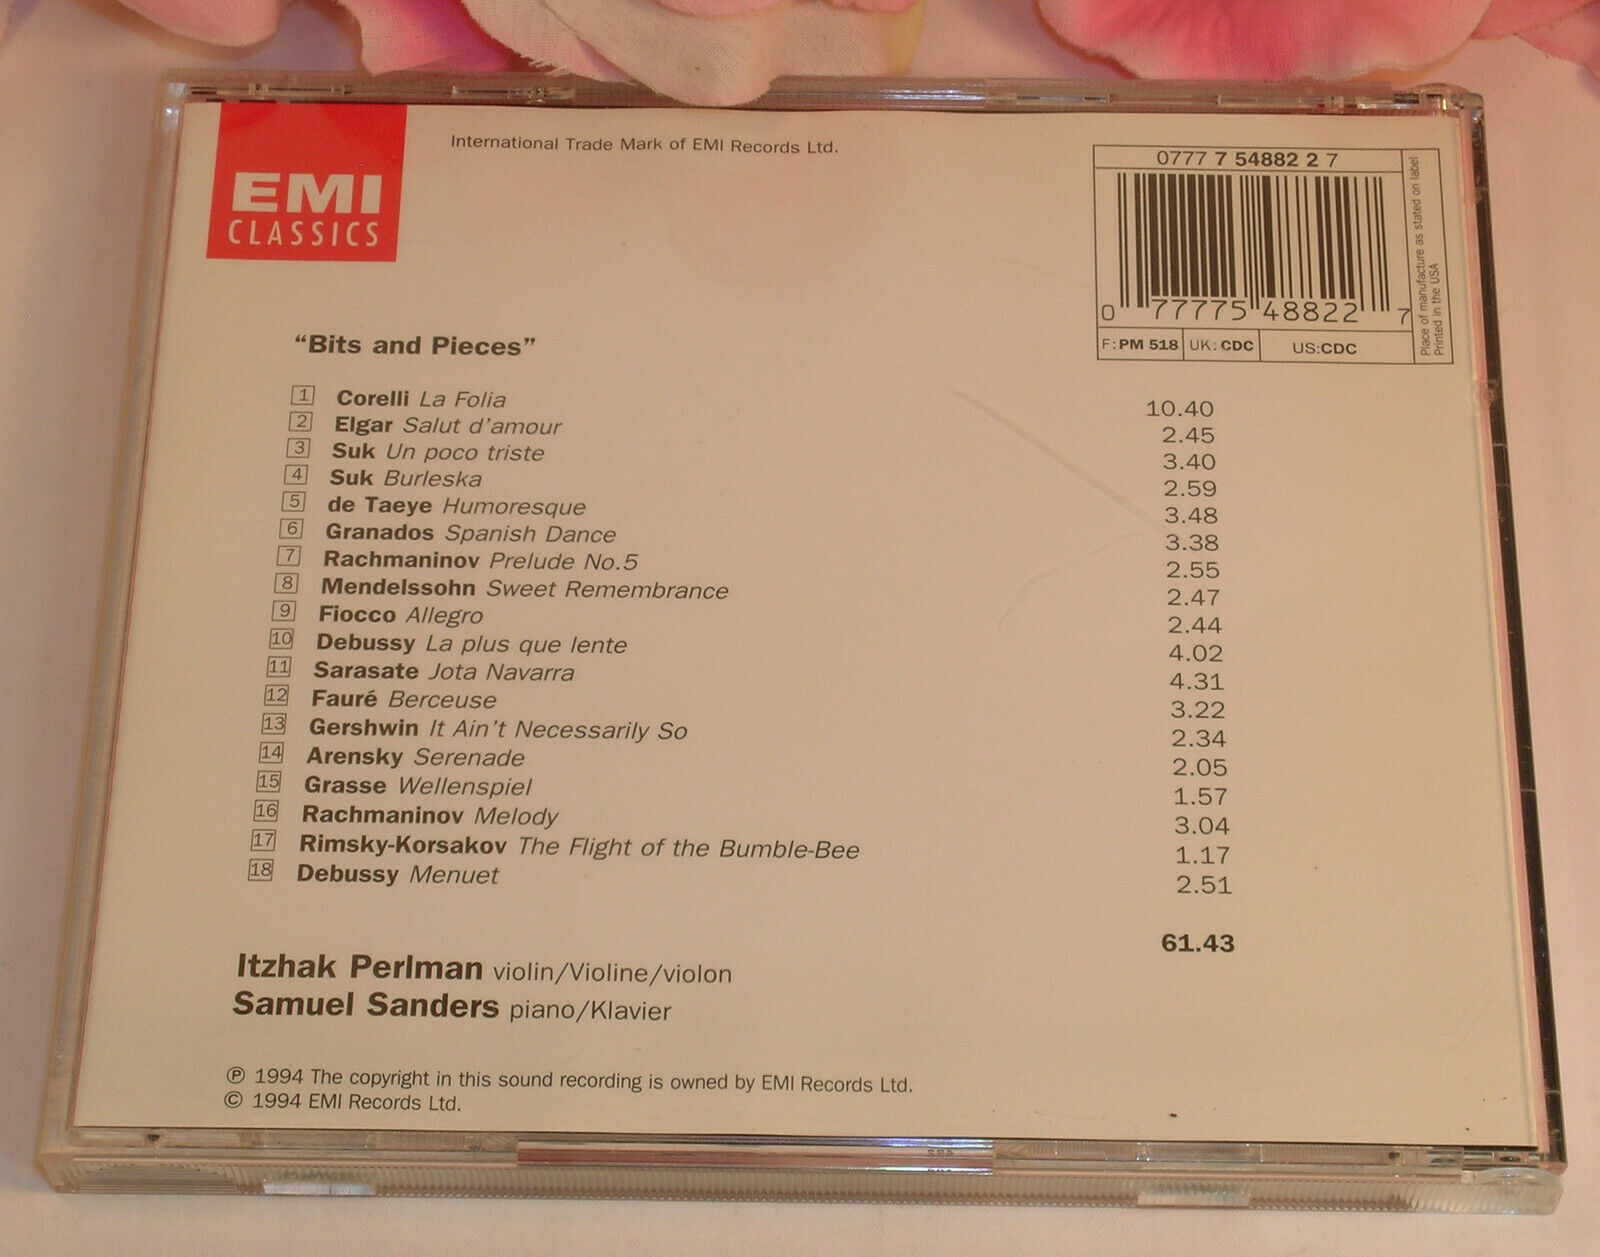 EMI
CLASSICS
International Trade Mark of EMI Records Ltd.
0777 7 54882 2 7
0 77775 48822 7
F: PM 518 UK: CDC US: CDC
Place of manufacture as stated on label
Printed in the USA
"Bits and Pieces"
1 Corelli La Folia 10.40
2 Elgar Salut d'amour 2.45
3 Suk Un poco triste 3.40
4 Suk Burleska 2.59
5 de Taeye Humoresque 3.48
6 Granados Spanish Dance 3.38
7 Rachmaninov Prelude No.5 2.55
8 Mendelssohn Sweet Remembrance 2.47
9 Fiocco Allegro 2.44
10 Debussy La plus que lente 4.02
11 Sarasate Jota Navarra 4.31
12 Fauré Berceuse 3.22
13 Gershwin It Ain't Necessarily So 2.34
14 Arensky Serenade 2.05
15 Grasse Wellenspiel 1.57
16 Rachmaninov Melody 3.04
17 Rimsky-Korsakov The Flight of the Bumble-Bee 1.17
18 Debussy Menuet 2.51
61.43
Itzhak Perlman violin/Violine/violon
Samuel Sanders piano/Klavier
℗ 1994 The copyright in this sound recording is owned by EMI Records Ltd.
© 1994 EMI Records Ltd.